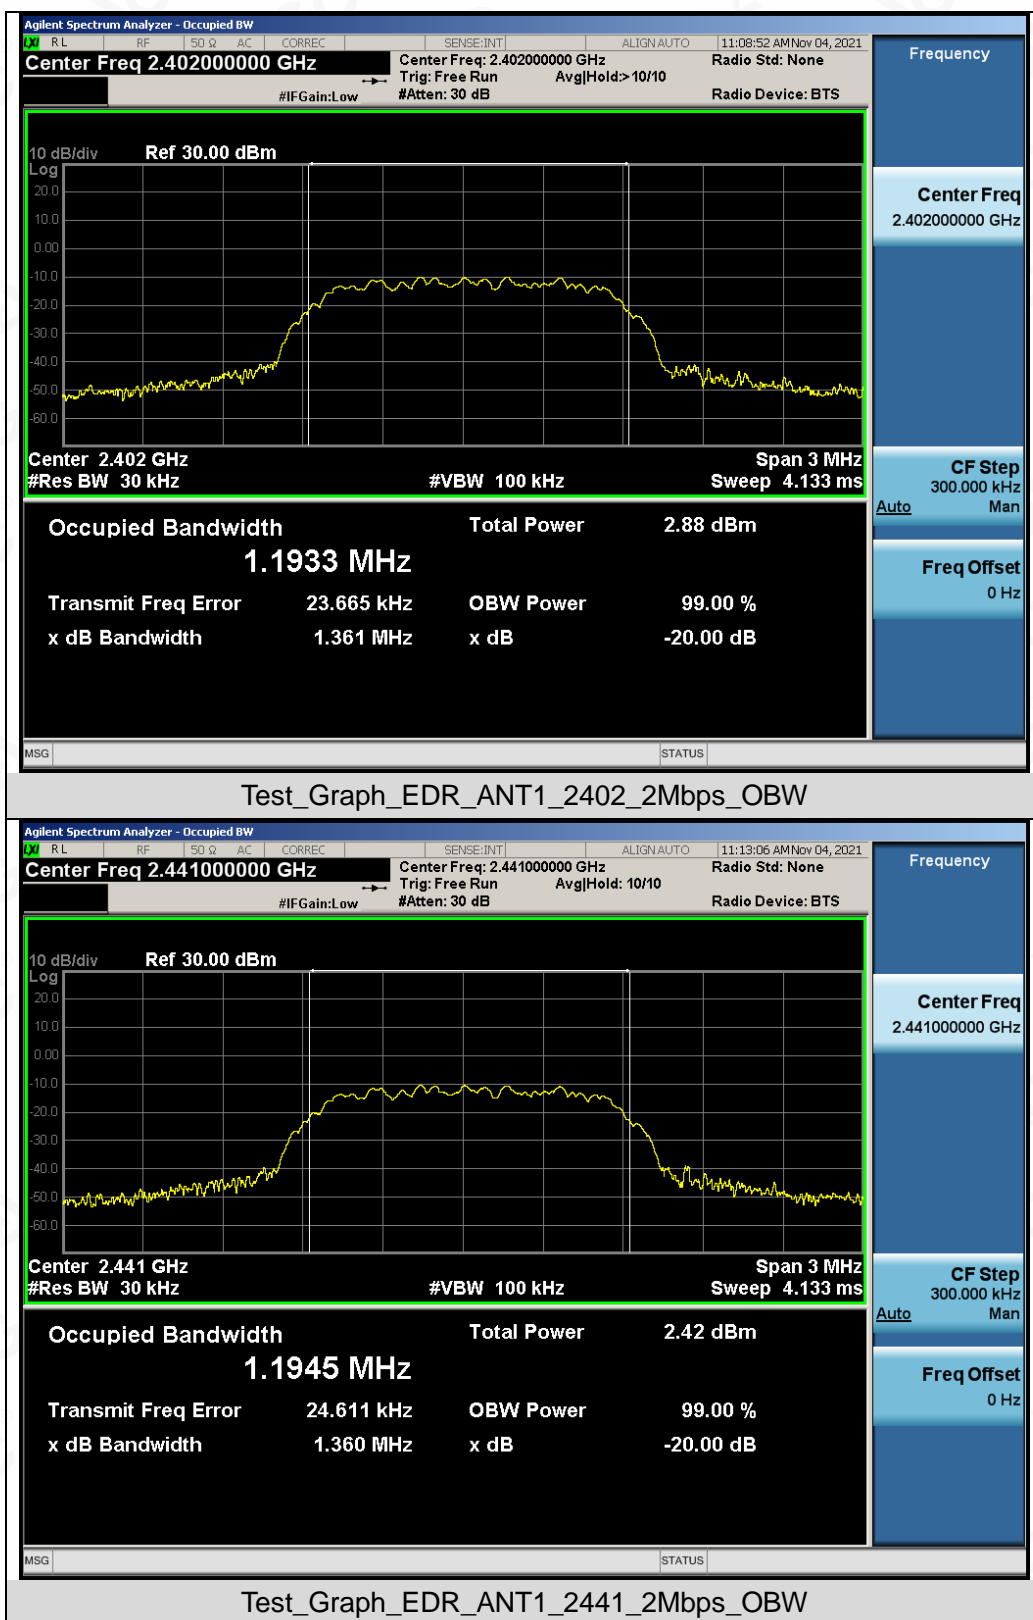 Agilent Spectrum Analyzer - Occupied BW
LXI RL RF 50 Ω AC CORREC SENSE:INT ALIGN AUTO 11:08:52 AM Nov 04, 2021
Center Freq 2.402000000 GHz
Center Freq: 2.402000000 GHz Radio Std: None
Trig: Free Run Avg|Hold:> 10/10
#IFGain:Low #Atten: 30 dB Radio Device: BTS
Frequency
10 dB/div Ref 30.00 dBm
Log
20.0
10.0
0.00
-10.0
-20.0
-30.0
-40.0
-50.0
-60.0
Center Freq
2.402000000 GHz
Center 2.402 GHz Span 3 MHz
#Res BW 30 kHz #VBW 100 kHz Sweep 4.133 ms
CF Step
300.000 kHz
Auto Man
Freq Offset
0 Hz
Occupied Bandwidth Total Power 2.88 dBm
1.1933 MHz
Transmit Freq Error 23.665 kHz OBW Power 99.00 %
x dB Bandwidth 1.361 MHz x dB -20.00 dB
MSG STATUS
Test_Graph_EDR_ANT1_2402_2Mbps_OBW
Agilent Spectrum Analyzer - Occupied BW
LXI RL RF 50 Ω AC CORREC SENSE:INT ALIGN AUTO 11:13:06 AM Nov 04, 2021
Center Freq 2.441000000 GHz
Center Freq: 2.441000000 GHz Radio Std: None
Trig: Free Run Avg|Hold: 10/10
#IFGain:Low #Atten: 30 dB Radio Device: BTS
Frequency
10 dB/div Ref 30.00 dBm
Log
20.0
10.0
0.00
-10.0
-20.0
-30.0
-40.0
-50.0
-60.0
Center Freq
2.441000000 GHz
Center 2.441 GHz Span 3 MHz
#Res BW 30 kHz #VBW 100 kHz Sweep 4.133 ms
CF Step
300.000 kHz
Auto Man
Freq Offset
0 Hz
Occupied Bandwidth Total Power 2.42 dBm
1.1945 MHz
Transmit Freq Error 24.611 kHz OBW Power 99.00 %
x dB Bandwidth 1.360 MHz x dB -20.00 dB
MSG STATUS
Test_Graph_EDR_ANT1_2441_2Mbps_OBW